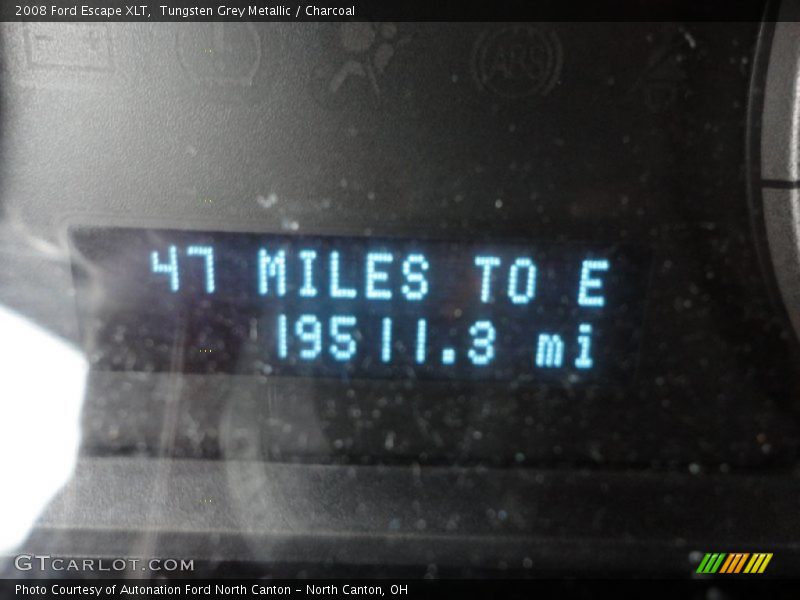 2008 Ford Escape XLT,  Tungsten Grey Metallic / Charcoal
ABS
47 MILES TO E
19511.3 mi
GTCARLOT.COM
Photo Courtesy of Autonation Ford North Canton - North Canton, OH